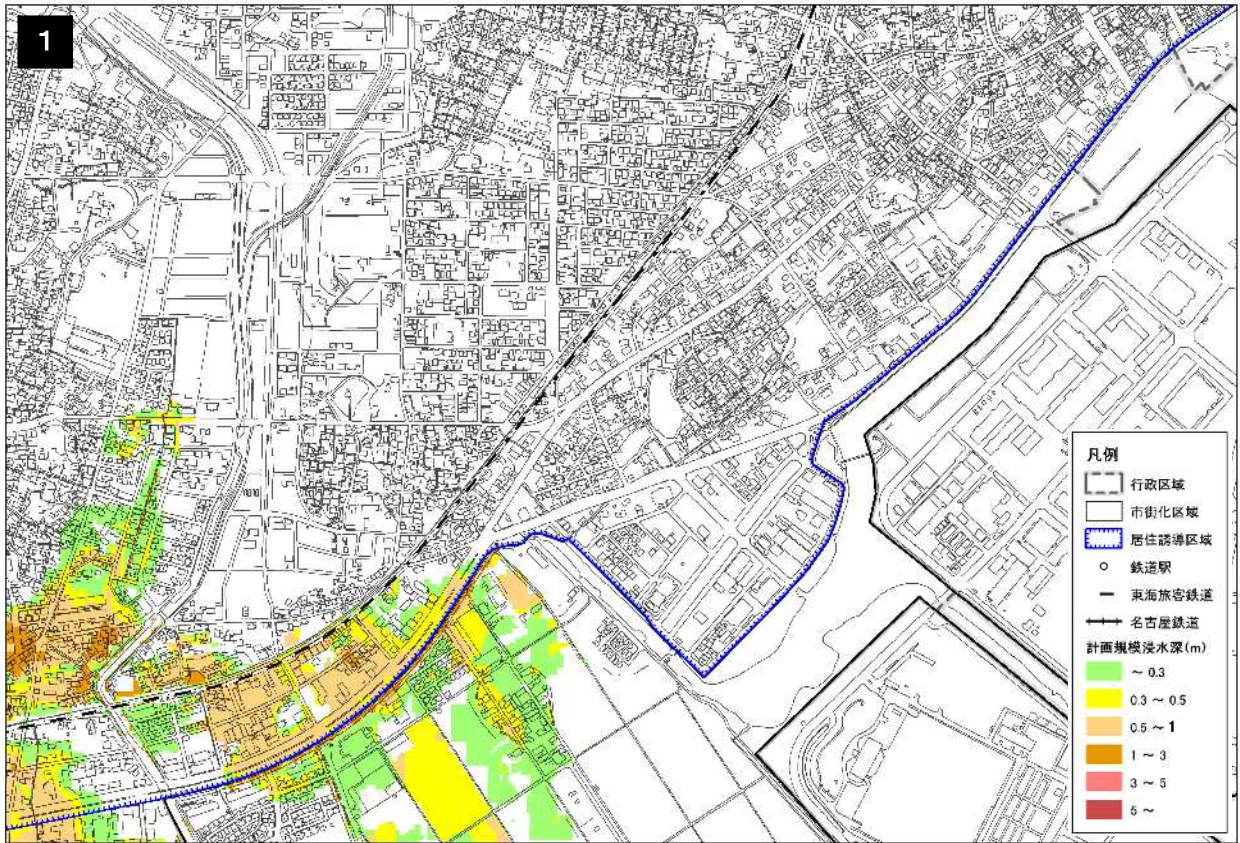 1
凡例
行政区域
市街化区域
居住誘導区域
鉄道駅
東海旅客鉄道
名古屋鉄道
計画規模浸水深(m)
～ 0.3
0.3 ～ 0.5
0.5 ～ 1
1 ～ 3
3 ～ 5
5 ～